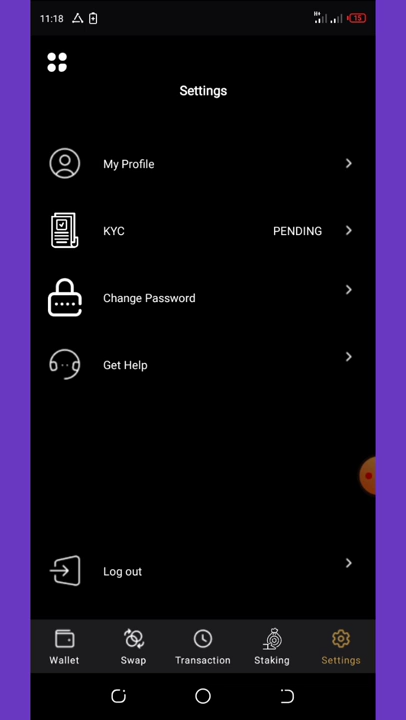 11:18
15
Settings
My Profile
KYC PENDING
Change Password
Get Help
Log out
Wallet Swap Transaction Staking Settings